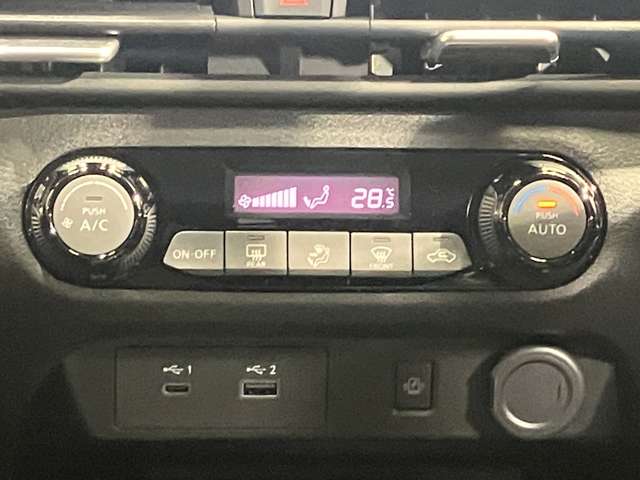 28.5°C
PUSH
A/C
PUSH
AUTO
ON·OFF
REAR
FRONT
1
2